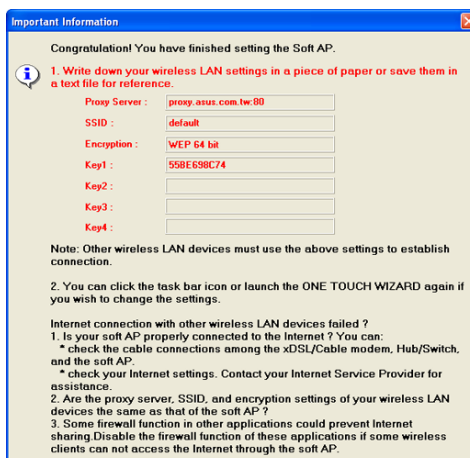 Important Information
Congratulation! You have finished setting the Soft AP.
1. Write down your wireless LAN settings in a piece of paper or save them in
a text file for reference.
Proxy Server : proxy.asus.com.tw:80
SSID : default
Encryption : WEP 64 bit
Key1 : 558E698C74
Key2 :
Key3 :
Key4 :
Note: Other wireless LAN devices must use the above settings to establish
connection.
2. You can click the task bar icon or launch the ONE TOUCH WIZARD again if
you wish to change the settings.
Internet connection with other wireless LAN devices failed ?
1. Is your soft AP properly connected to the Internet ? You can:
* check the cable connections among the xDSL/Cable modem, Hub/Switch,
and the soft AP.
* check your Internet settings. Contact your Internet Service Provider for
assistance.
2. Are the proxy server, SSID, and encryption settings of your wireless LAN
devices the same as that of the soft AP ?
3. Some firewall function in other applications could prevent Internet
sharing.Disable the firewall function of these applications if some wireless
clients can not access the Internet through the soft AP.